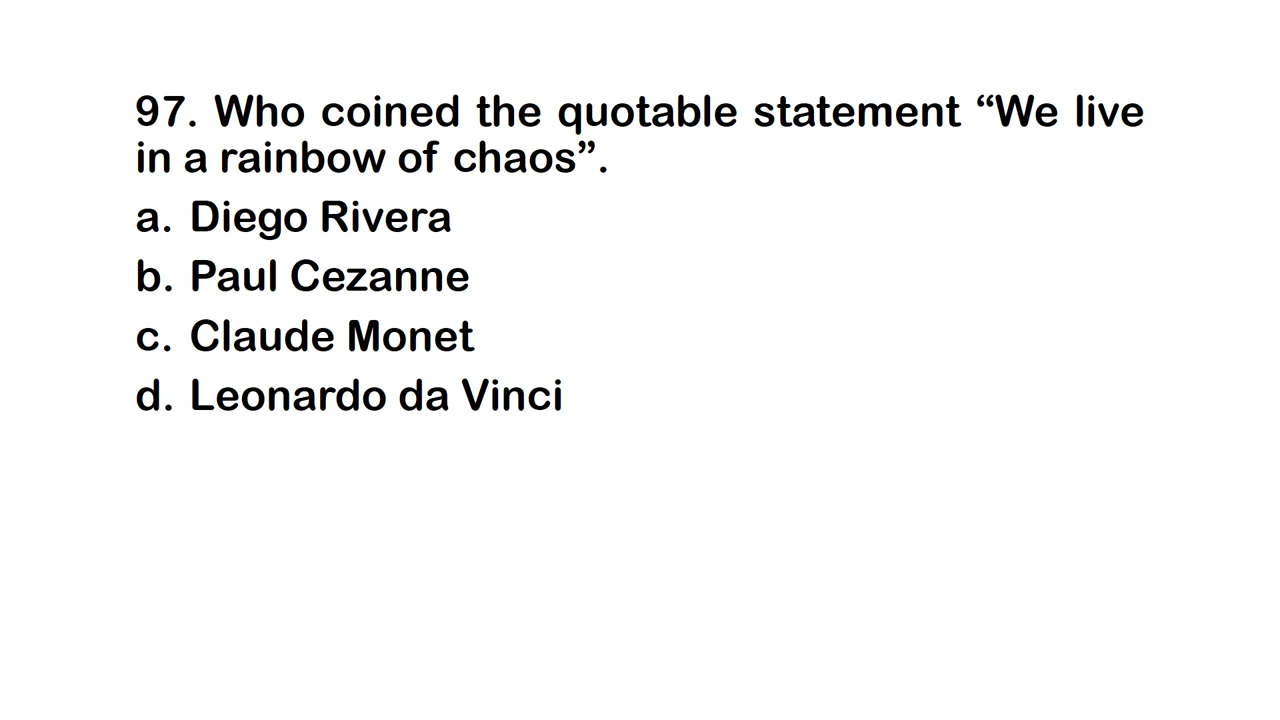 97. Who coined the quotable statement “We live
in a rainbow of chaos”.
a. Diego Rivera
b. Paul Cezanne
c. Claude Monet
d. Leonardo da Vinci